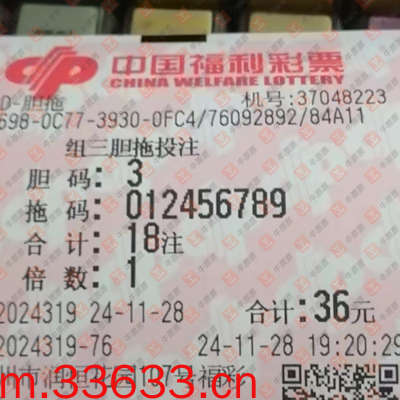 中国福利彩票
CHINA WELFARE LOTTERY
D-胆拖 机号:37048223
698-0C77-3930-0FC4/76092892/84A11
组三胆拖投注
胆 码: 3
拖 码: 012456789
合 计: 18注
倍 数: 1
2024319 24-11-28 合计:36元
2024319-76 24-11-28 19:20:29
m.33633.com.cn